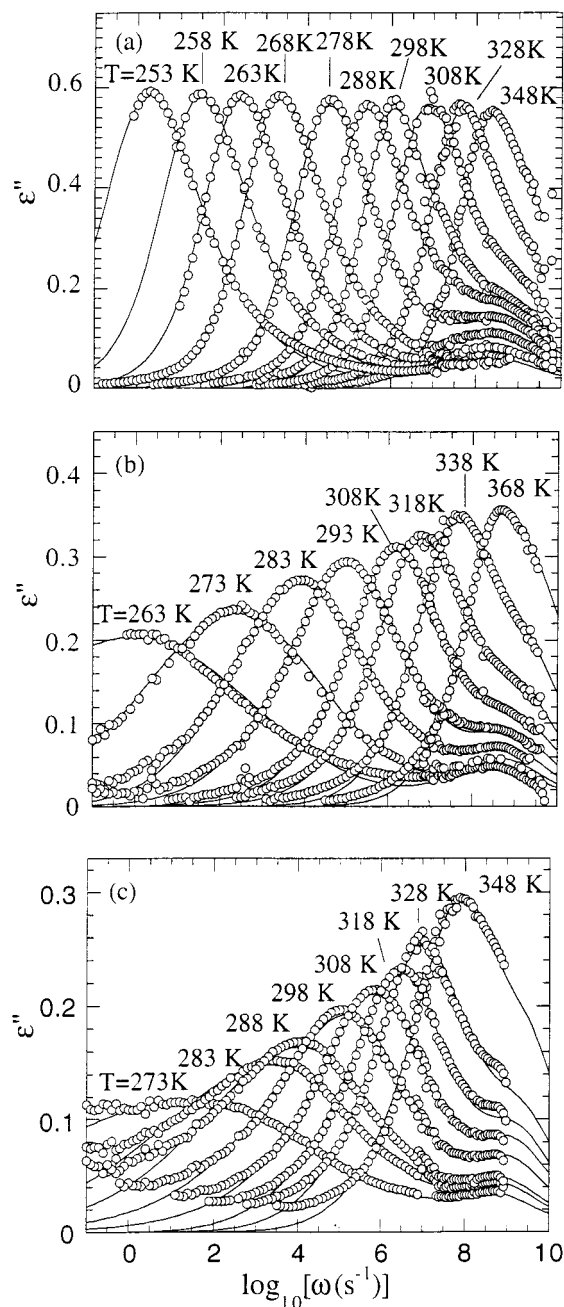 (a)
258 K
268K
278K
298K
328K
T=253 K
263K
288K
308K
348K
0.6
0.4
0.2
0
ε"
(b)
338 K
368 K
308K
318K
293 K
283 K
273 K
T=263 K
0.4
0.3
0.2
0.1
0
ε"
(c)
348 K
328 K
318 K
308 K
298 K
288 K
283 K
T=273K
0.3
0.2
0.1
0
ε"
0 2 4 6 8 10
log₁₀[ω(s⁻¹)]